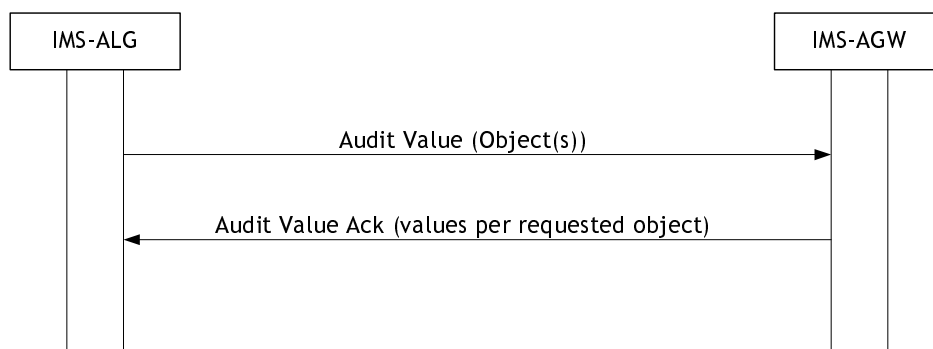 IMS-ALG
IMS-AGW
Audit Value (Object(s))
Audit Value Ack (values per requested object)